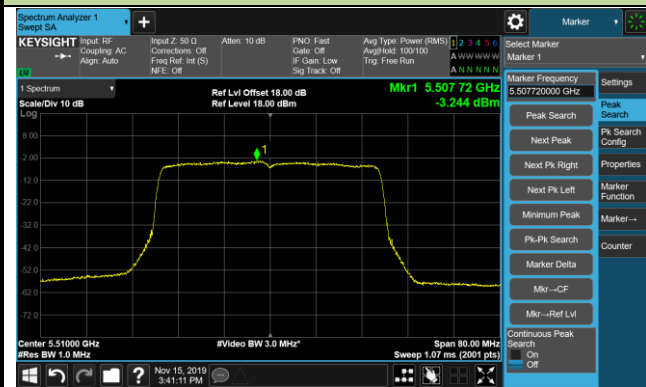 Spectrum Analyzer 1
Swept SA
Marker
KEYSIGHT
Input: RF
Coupling: AC
Align: Auto
Input Z: 50 Ω
Corrections: Off
Freq Ref: Int (S)
NFE: Off
Atten: 10 dB
PNO: Fast
Gate: Off
IF Gain: Low
Sig Track: Off
Avg Type: Power (RMS)
Avg|Hold: 100/100
Trig: Free Run
1 2 3 4 5 6
A W W W W W
A N N N N N
LXI
Select Marker
Marker 1
Marker Frequency
5.507720000 GHz
Peak Search
Next Peak
Next Pk Right
Next Pk Left
Minimum Peak
Pk-Pk Search
Marker Delta
Mkr→CF
Mkr→Ref Lvl
Continuous Peak
Search
On
Off
Settings
Peak
Search
Pk Search
Config
Properties
Marker
Function
Marker→
Counter
1 Spectrum
Scale/Div 10 dB
Log
Ref Lvl Offset 18.00 dB
Ref Level 18.00 dBm
Mkr1 5.507 72 GHz
-3.244 dBm
1
8.00
-2.00
-12.0
-22.0
-32.0
-42.0
-52.0
-62.0
-72.0
Center 5.51000 GHz
#Res BW 1.0 MHz
#Video BW 3.0 MHz*
Span 80.00 MHz
Sweep 1.07 ms (2001 pts)
?
Nov 15, 2019
3:41:11 PM